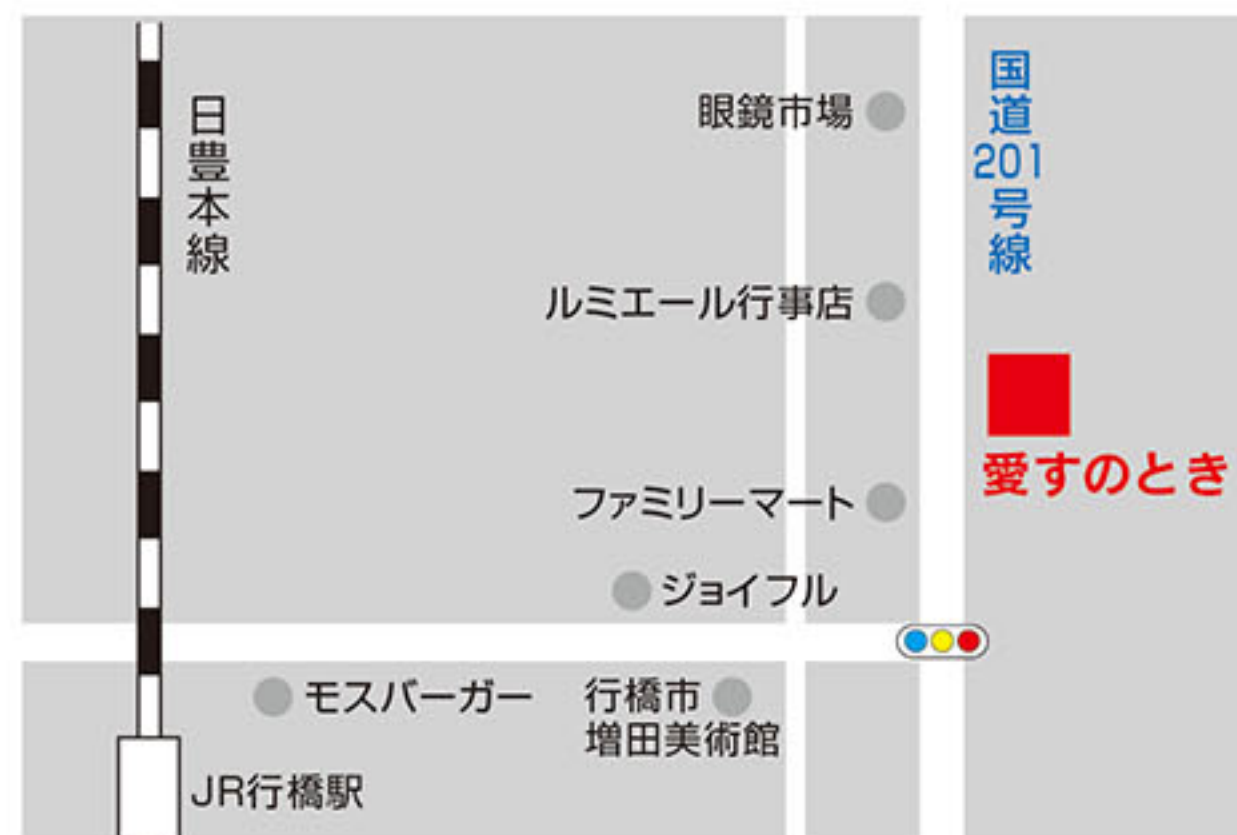 日豊本線
眼鏡市場
国道201号線
ルミエール行事店
愛すのとき
ファミリーマート
ジョイフル
モスバーガー
行橋市
増田美術館
JR行橋駅